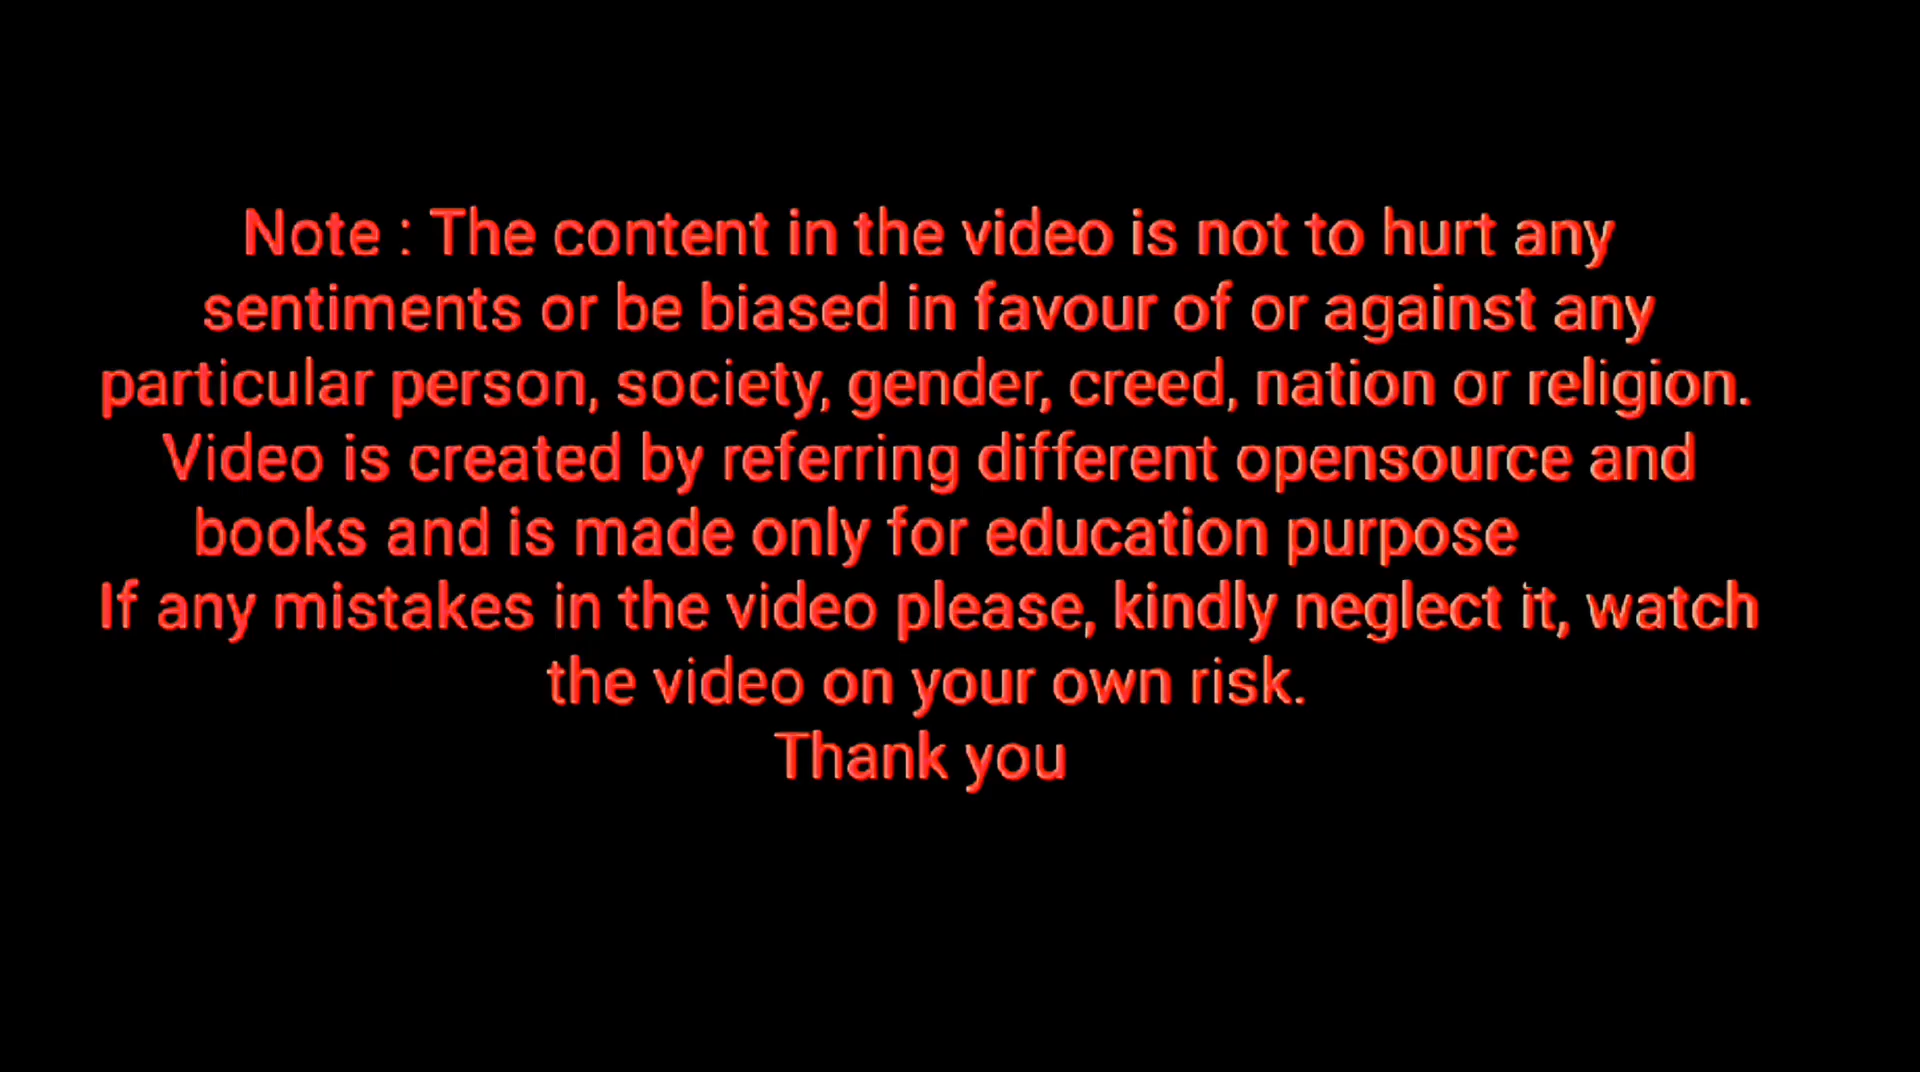 Note : The content in the video is not to hurt any
sentiments or be biased in favour of or against any
particular person, society, gender, creed, nation or religion.
Video is created by referring different opensource and
books and is made only for education purpose
If any mistakes in the video please, kindly neglect it, watch
the video on your own risk.
Thank you